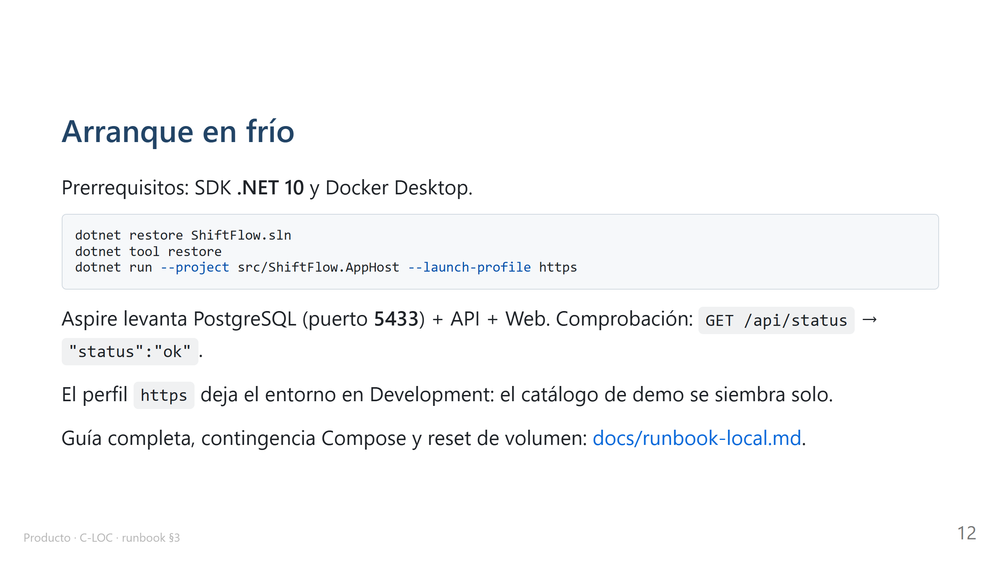 Arranque en frío
Prerrequisitos: SDK .NET 10 y Docker Desktop.
dotnet restore ShiftFlow.sln
dotnet tool restore
dotnet run --project src/ShiftFlow.AppHost --launch-profile https
Aspire levanta PostgreSQL (puerto 5433) + API + Web. Comprobación: GET /api/status →
"status":"ok" .
El perfil https deja el entorno en Development: el catálogo de demo se siembra solo.
Guía completa, contingencia Compose y reset de volumen: docs/runbook-local.md.
Producto · C-LOC · runbook §3
12